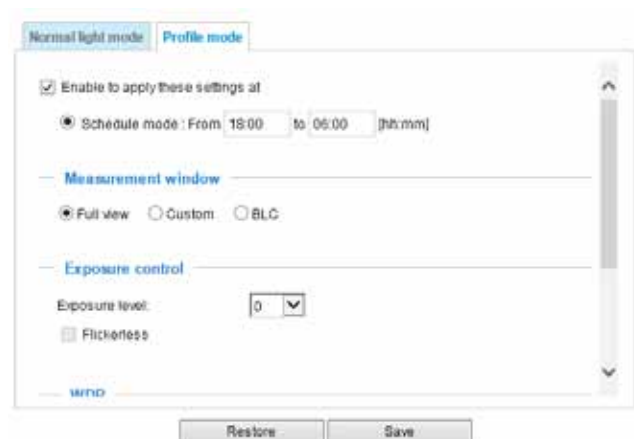 Normal light mode Profile mode
Enable to apply these settings at
Schedule mode : From 18:00 to 06:00 [hh:mm]
Measurement window
Full view Custom BLC
Exposure control
Exposure level: 0
Flickerless
WDR
Restore Save